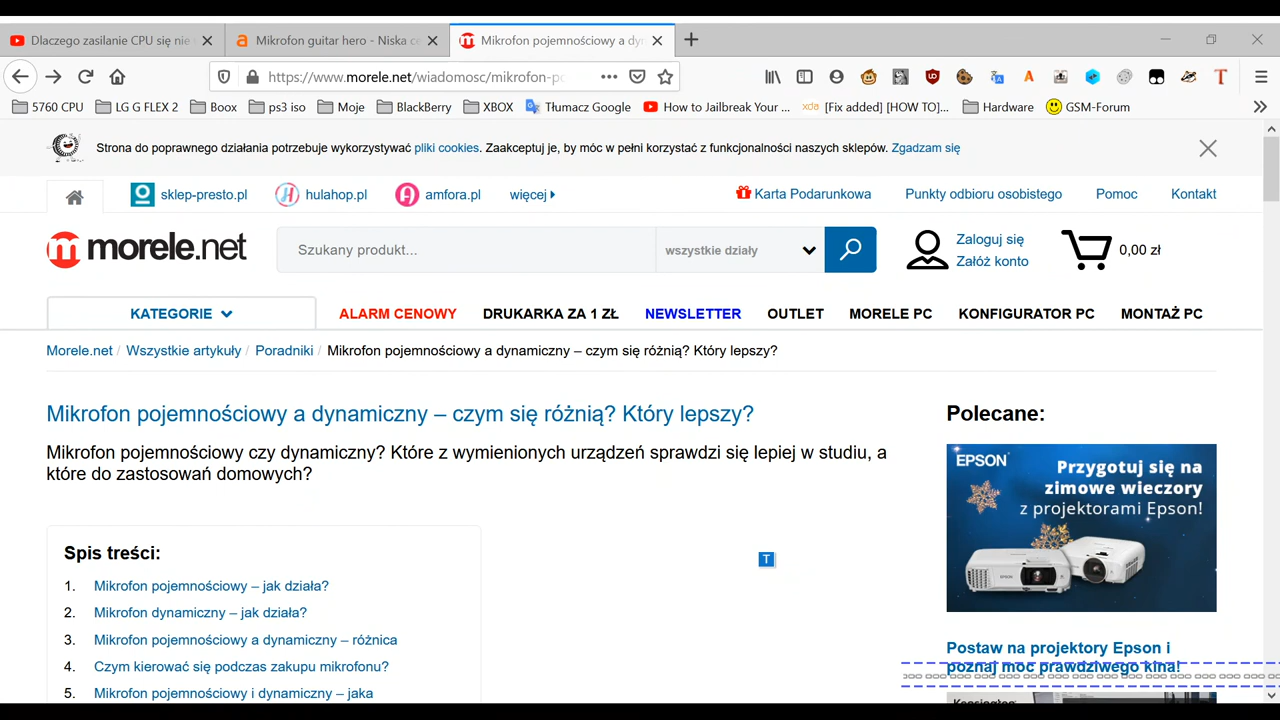 Dlaczego zasilanie CPU się nie
Mikrofon guitar hero - Niska ce
Mikrofon pojemnościowy a dyn
https://www.morele.net/wiadomosc/mikrofon-po
5760 CPU
LG G FLEX 2
Boox
ps3 iso
Moje
BlackBerry
XBOX
Tłumacz Google
How to Jailbreak Your ...
[Fix added] [HOW TO]...
Hardware
GSM-Forum
Strona do poprawnego działania potrzebuje wykorzystywać pliki cookies. Zaakceptuj je, by móc w pełni korzystać z funkcjonalności naszych sklepów. Zgadzam się
sklep-presto.pl
hulahop.pl
amfora.pl
więcej
Karta Podarunkowa
Punkty odbioru osobistego
Pomoc
Kontakt
morele.net
Szukany produkt...
wszystkie działy
Zaloguj się
Załóż konto
0,00 zł
KATEGORIE
ALARM CENOWY
DRUKARKA ZA 1 ZŁ
NEWSLETTER
OUTLET
MORELE PC
KONFIGURATOR PC
MONTAŻ PC
Morele.net / Wszystkie artykuły / Poradniki / Mikrofon pojemnościowy a dynamiczny – czym się różnią? Który lepszy?
Mikrofon pojemnościowy a dynamiczny – czym się różnią? Który lepszy?
Mikrofon pojemnościowy czy dynamiczny? Które z wymienionych urządzeń sprawdzi się lepiej w studiu, a
które do zastosowań domowych?
Spis treści:
1. Mikrofon pojemnościowy – jak działa?
2. Mikrofon dynamiczny – jak działa?
3. Mikrofon pojemnościowy a dynamiczny – różnica
4. Czym kierować się podczas zakupu mikrofonu?
5. Mikrofon pojemnościowy i dynamiczny – jaka
T
Polecane:
EPSON
Przygotuj się na
zimowe wieczory
z projektorami Epson!
Postaw na projektory Epson i
poznaj moc prawdziwego kina!